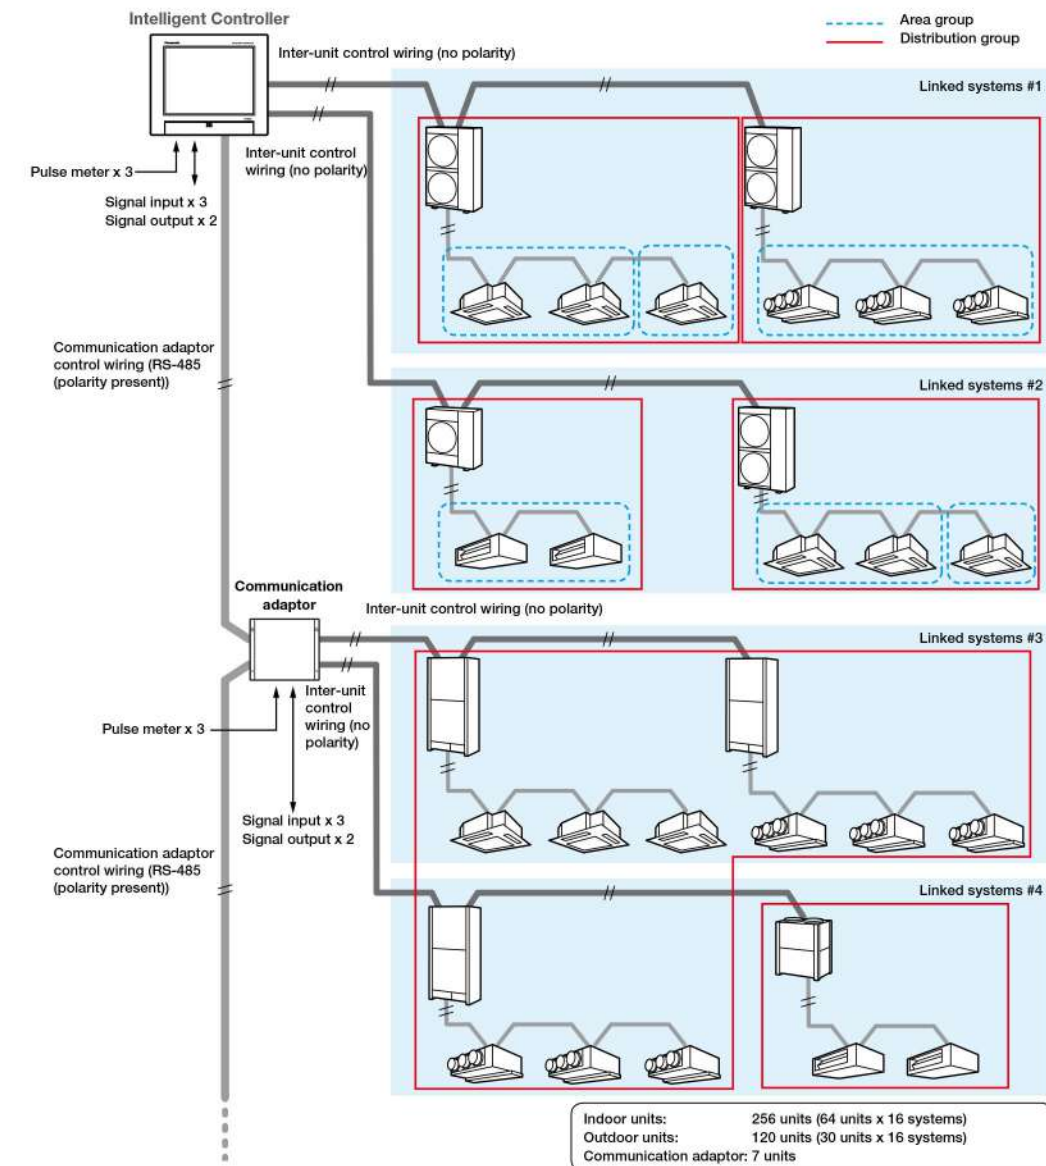 Intelligent Controller
Area group
Distribution group
Inter-unit control wiring (no polarity)
Linked systems #1
Inter-unit control
wiring (no polarity)
Pulse meter x 3
Signal input x 3
Signal output x 2
Communication adaptor
control wiring (RS-485
(polarity present))
Linked systems #2
Communication
adaptor
Inter-unit control wiring (no polarity)
Linked systems #3
Inter-unit
control
wiring (no
polarity)
Pulse meter x 3
Signal input x 3
Signal output x 2
Communication adaptor
control wiring (RS-485
(polarity present))
Linked systems #4
Indoor units: 256 units (64 units x 16 systems)
Outdoor units: 120 units (30 units x 16 systems)
Communication adaptor: 7 units